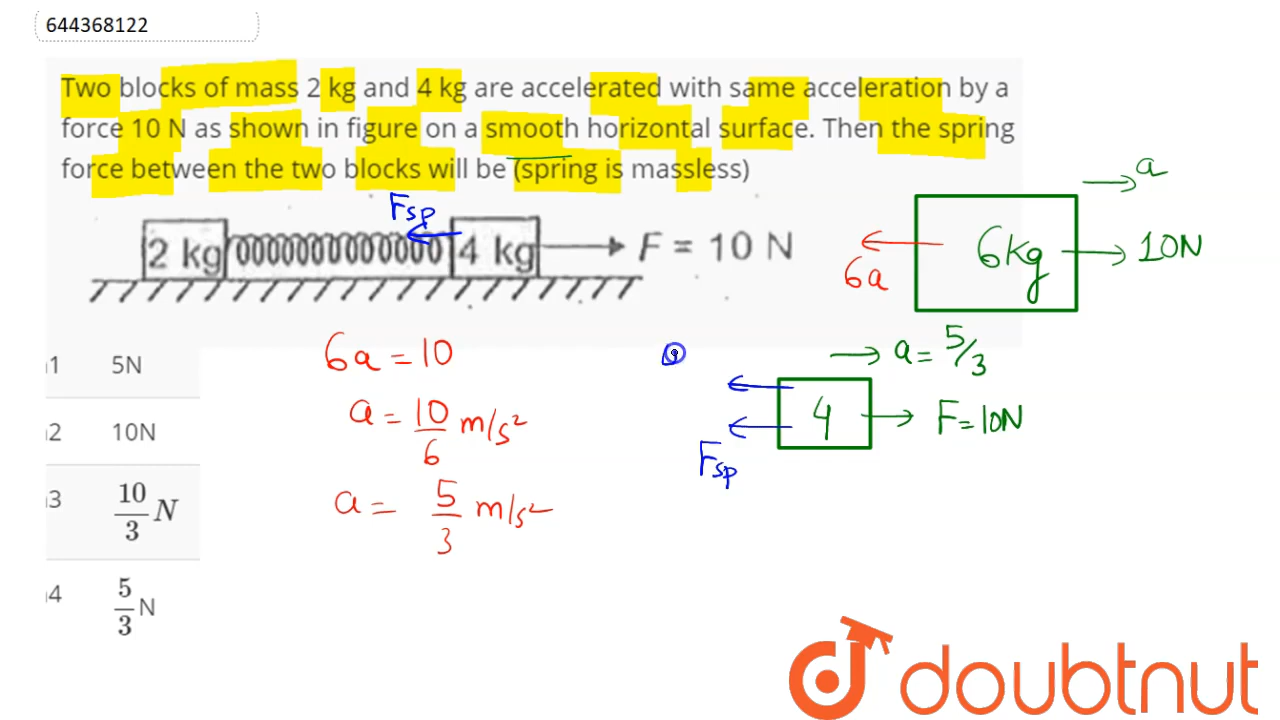 644368122
Two blocks of mass 2 kg and 4 kg are accelerated with same acceleration by a
force 10 N as shown in figure on a smooth horizontal surface. Then the spring
force between the two blocks will be (spring is massless)
Fsp
2 kg
4 kg
F = 10 N
a
6kg
10N
6a
1 5N
2 10N
3 10/3 N
4 5/3 N
6a = 10
a = 10/6 m/s²
a = 5/3 m/s²
a = 5/3
4
F = 10N
Fsp
doubtnut